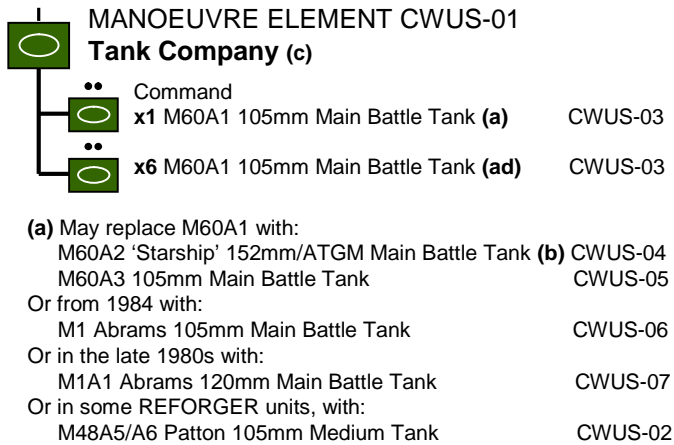 MANOEUVRE ELEMENT CWUS-01
Tank Company (c)
Command
x1 M60A1 105mm Main Battle Tank (a) CWUS-03
x6 M60A1 105mm Main Battle Tank (ad) CWUS-03
(a) May replace M60A1 with:
M60A2 ‘Starship’ 152mm/ATGM Main Battle Tank (b) CWUS-04
M60A3 105mm Main Battle Tank CWUS-05
Or from 1984 with:
M1 Abrams 105mm Main Battle Tank CWUS-06
Or in the late 1980s with:
M1A1 Abrams 120mm Main Battle Tank CWUS-07
Or in some REFORGER units, with:
M48A5/A6 Patton 105mm Medium Tank CWUS-02